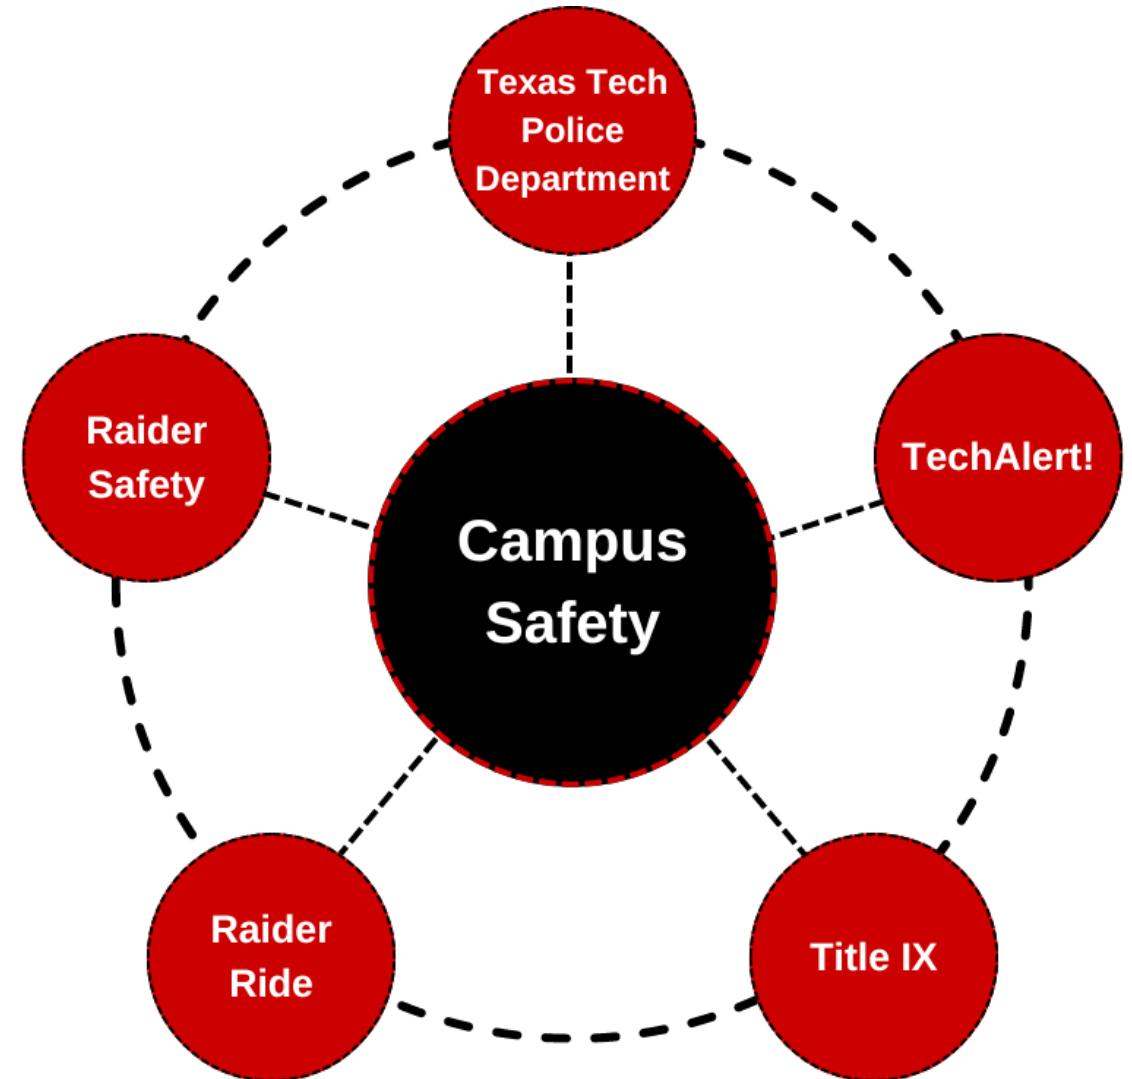 Texas Tech
Police
Department
Raider
Safety
TechAlert!
Campus
Safety
Raider
Ride
Title IX